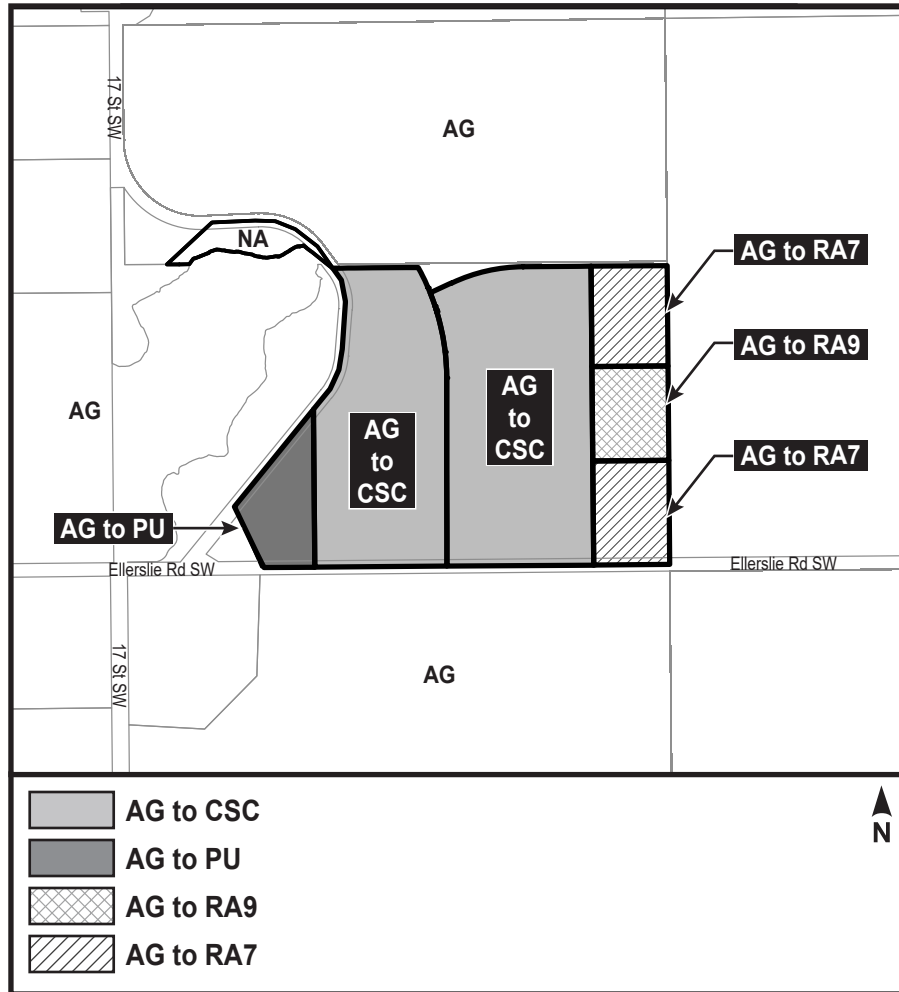 17 St SW
AG
NA
AG to RA7
AG to RA9
AG
to
CSC
AG
AG
to
CSC
AG to RA7
AG to PU
Ellerslie Rd SW
Ellerslie Rd SW
17 St SW
AG
AG to CSC
AG to PU
AG to RA9
AG to RA7
N